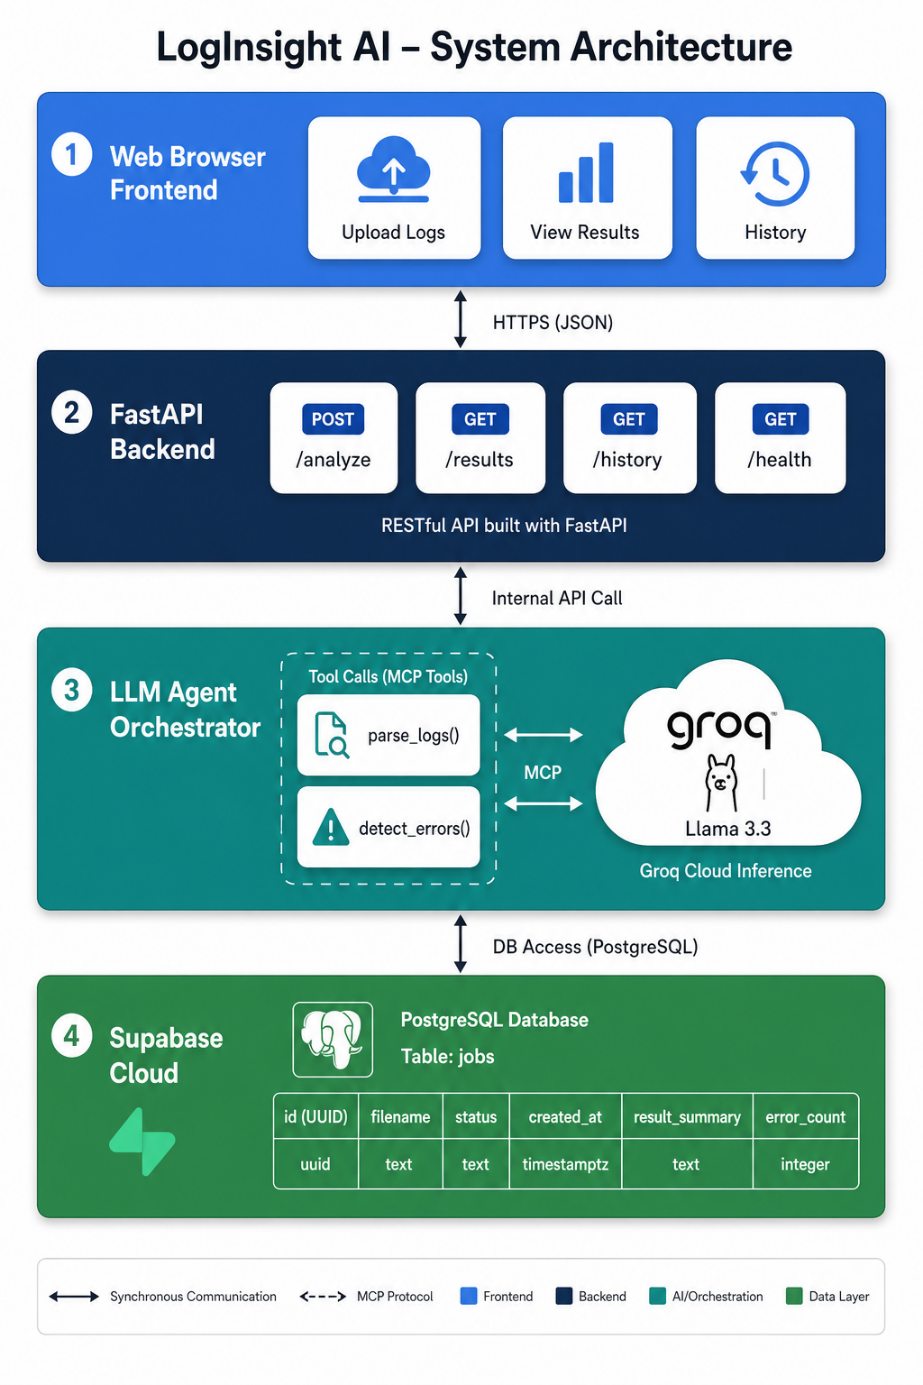 LogInsight AI – System Architecture
1
Web Browser
Frontend
Upload Logs
View Results
History
HTTPS (JSON)
2
FastAPI
Backend
POST
/analyze
GET
/results
GET
/history
GET
/health
RESTful API built with FastAPI
Internal API Call
3
LLM Agent
Orchestrator
Tool Calls (MCP Tools)
parse_logs()
detect_errors()
MCP
groq™
Llama 3.3
Groq Cloud Inference
DB Access (PostgreSQL)
4
Supabase
Cloud
PostgreSQL Database
Table: jobs
id (UUID) filename status created_at result_summary error_count
uuid text text timestamptz text integer
Synchronous Communication MCP Protocol Frontend Backend AI/Orchestration Data Layer